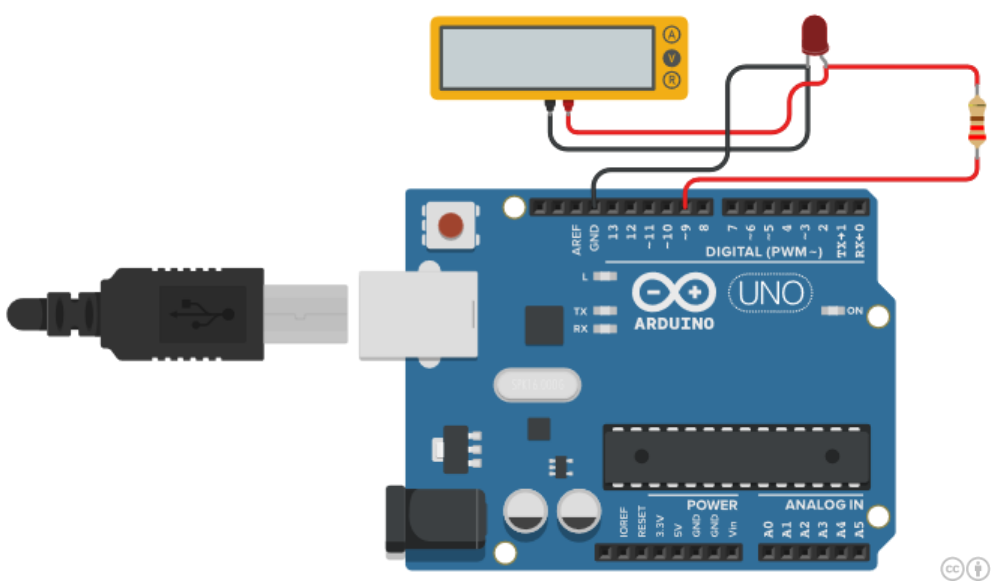 A
V
R
AREF
GND
13
12
~11
~10
~9
8
7
~6
~5
4
~3
2
TX→1
RX←0
DIGITAL (PWM~)
L
TX
RX
ARDUINO
UNO
ON
POWER
ANALOG IN
IOREF
RESET
3.3V
5V
GND
GND
Vin
A0
A1
A2
A3
A4
A5
cc